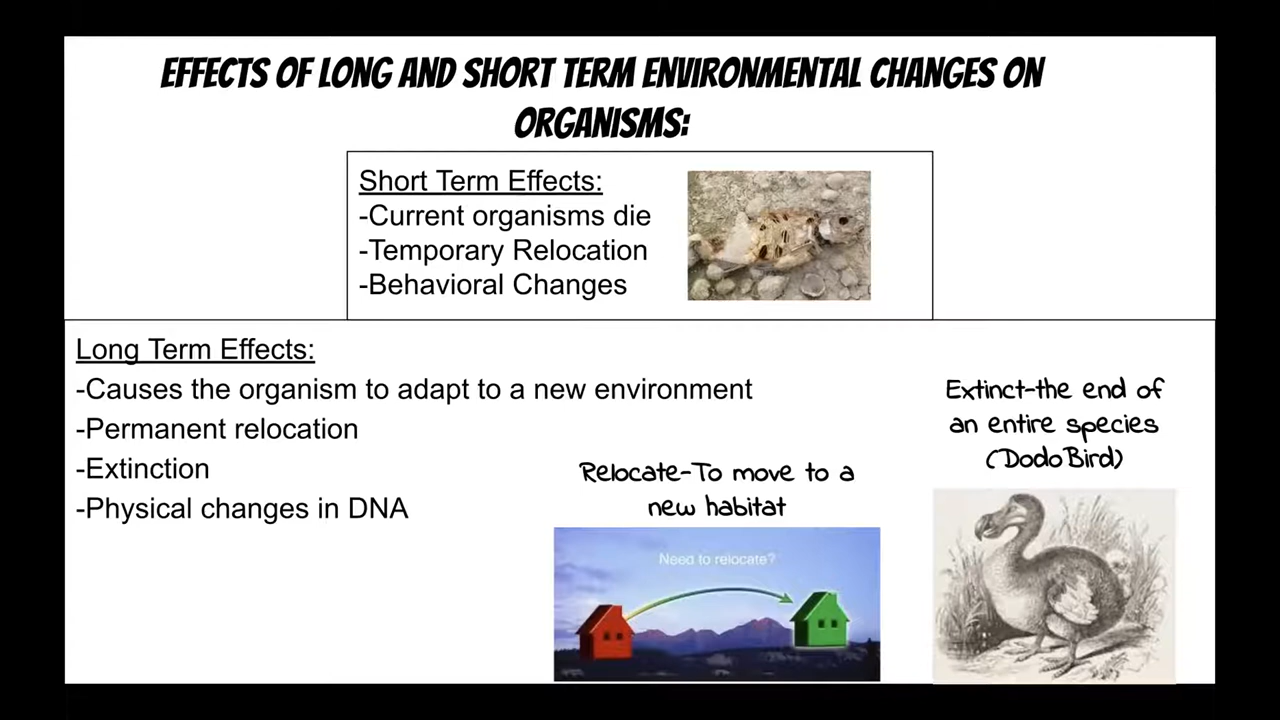 EFFECTS OF LONG AND SHORT TERM ENVIRONMENTAL CHANGES ON
ORGANISMS:
Short Term Effects:
-Current organisms die
-Temporary Relocation
-Behavioral Changes
Long Term Effects:
-Causes the organism to adapt to a new environment
-Permanent relocation
-Extinction
-Physical changes in DNA
Relocate-To move to a
new habitat
Need to relocate?
Extinct-the end of
an entire species
(Dodo Bird)